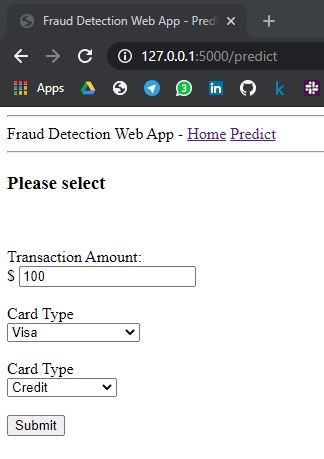 Fraud Detection Web App - Predi
127.0.0.1:5000/predict
Apps
3
in
k
Fraud Detection Web App - Home Predict
Please select
Transaction Amount:
$ 100
Card Type
Visa
Card Type
Credit
Submit